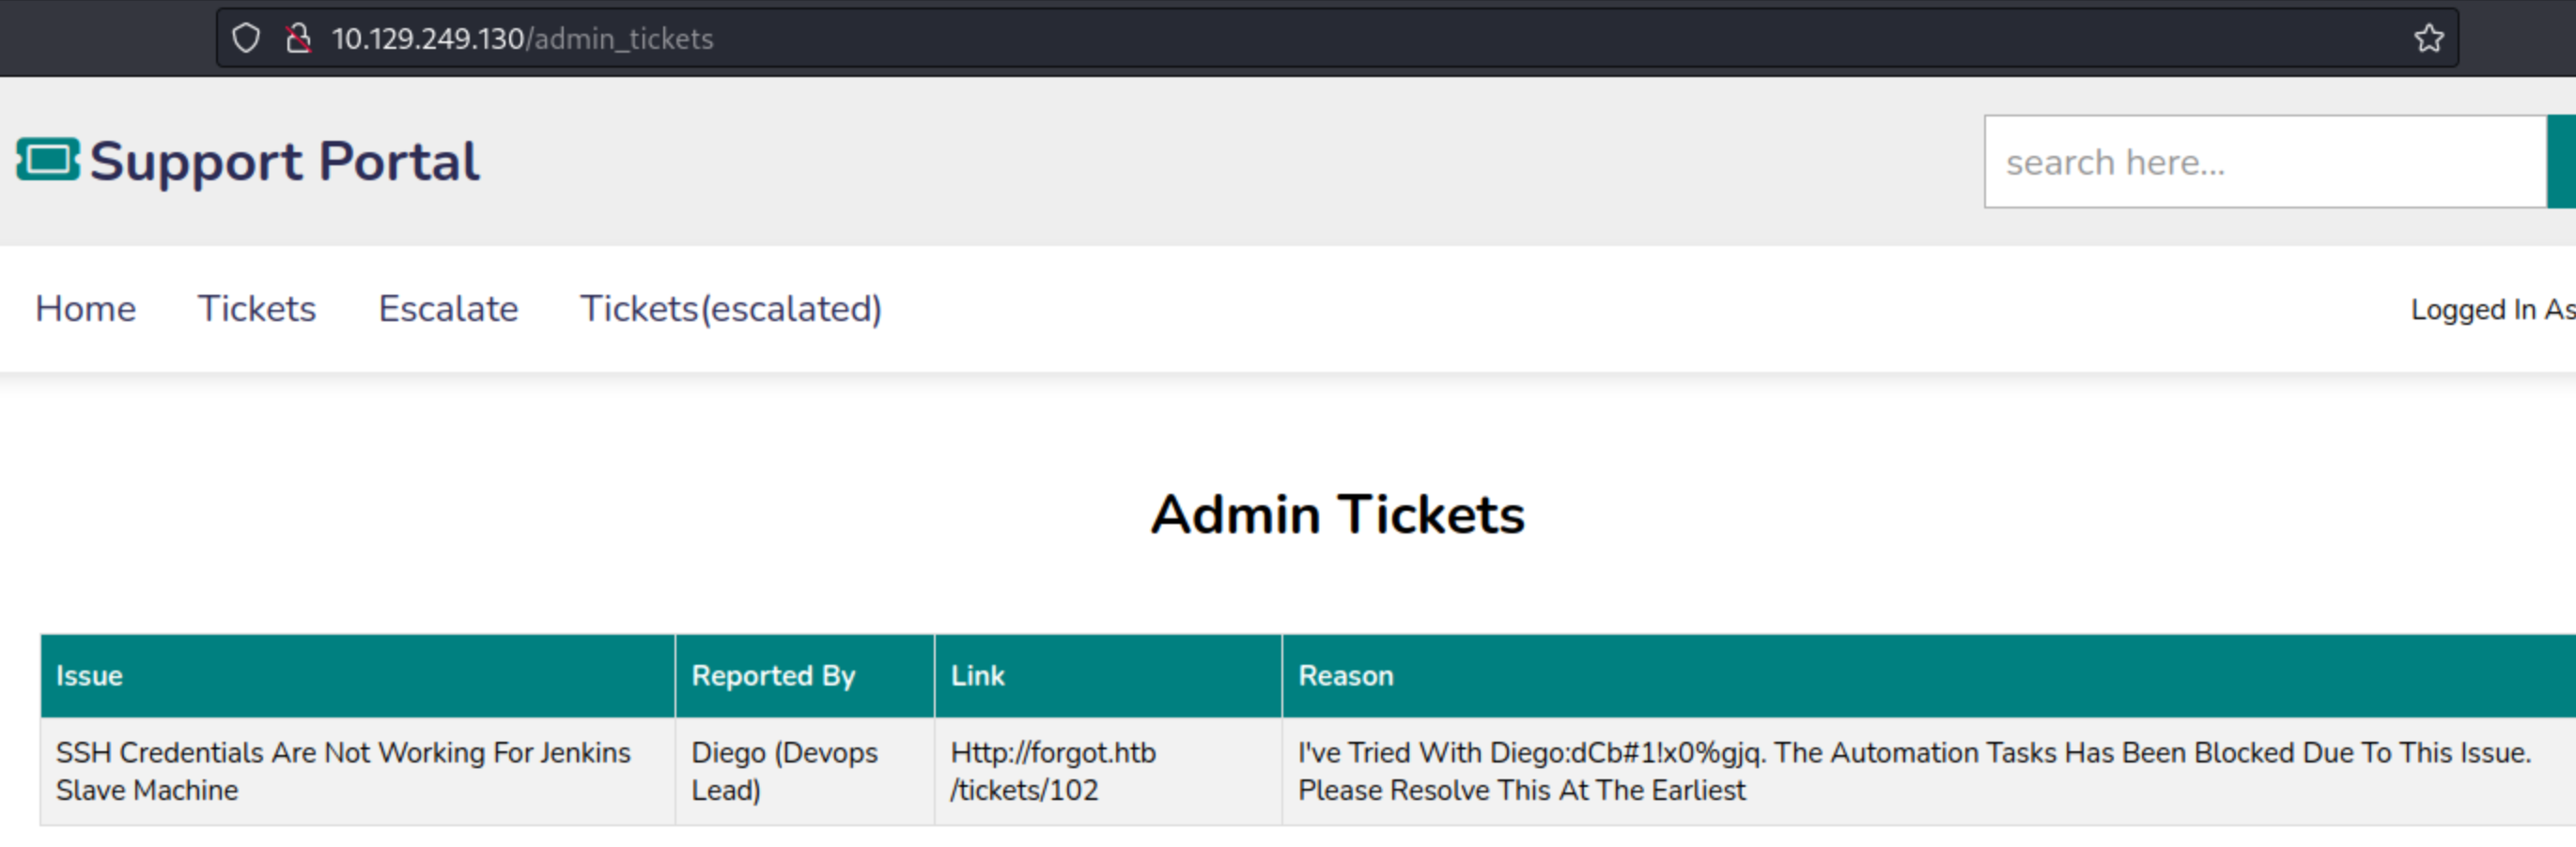 10.129.249.130/admin_tickets
Support Portal
search here...
Home Tickets Escalate Tickets(escalated)
Logged In As
Admin Tickets
Issue Reported By Link Reason
SSH Credentials Are Not Working For Jenkins
Slave Machine
Diego (Devops
Lead)
Http://forgot.htb
/tickets/102
I've Tried With Diego:dCb#1!x0%gjq. The Automation Tasks Has Been Blocked Due To This Issue.
Please Resolve This At The Earliest